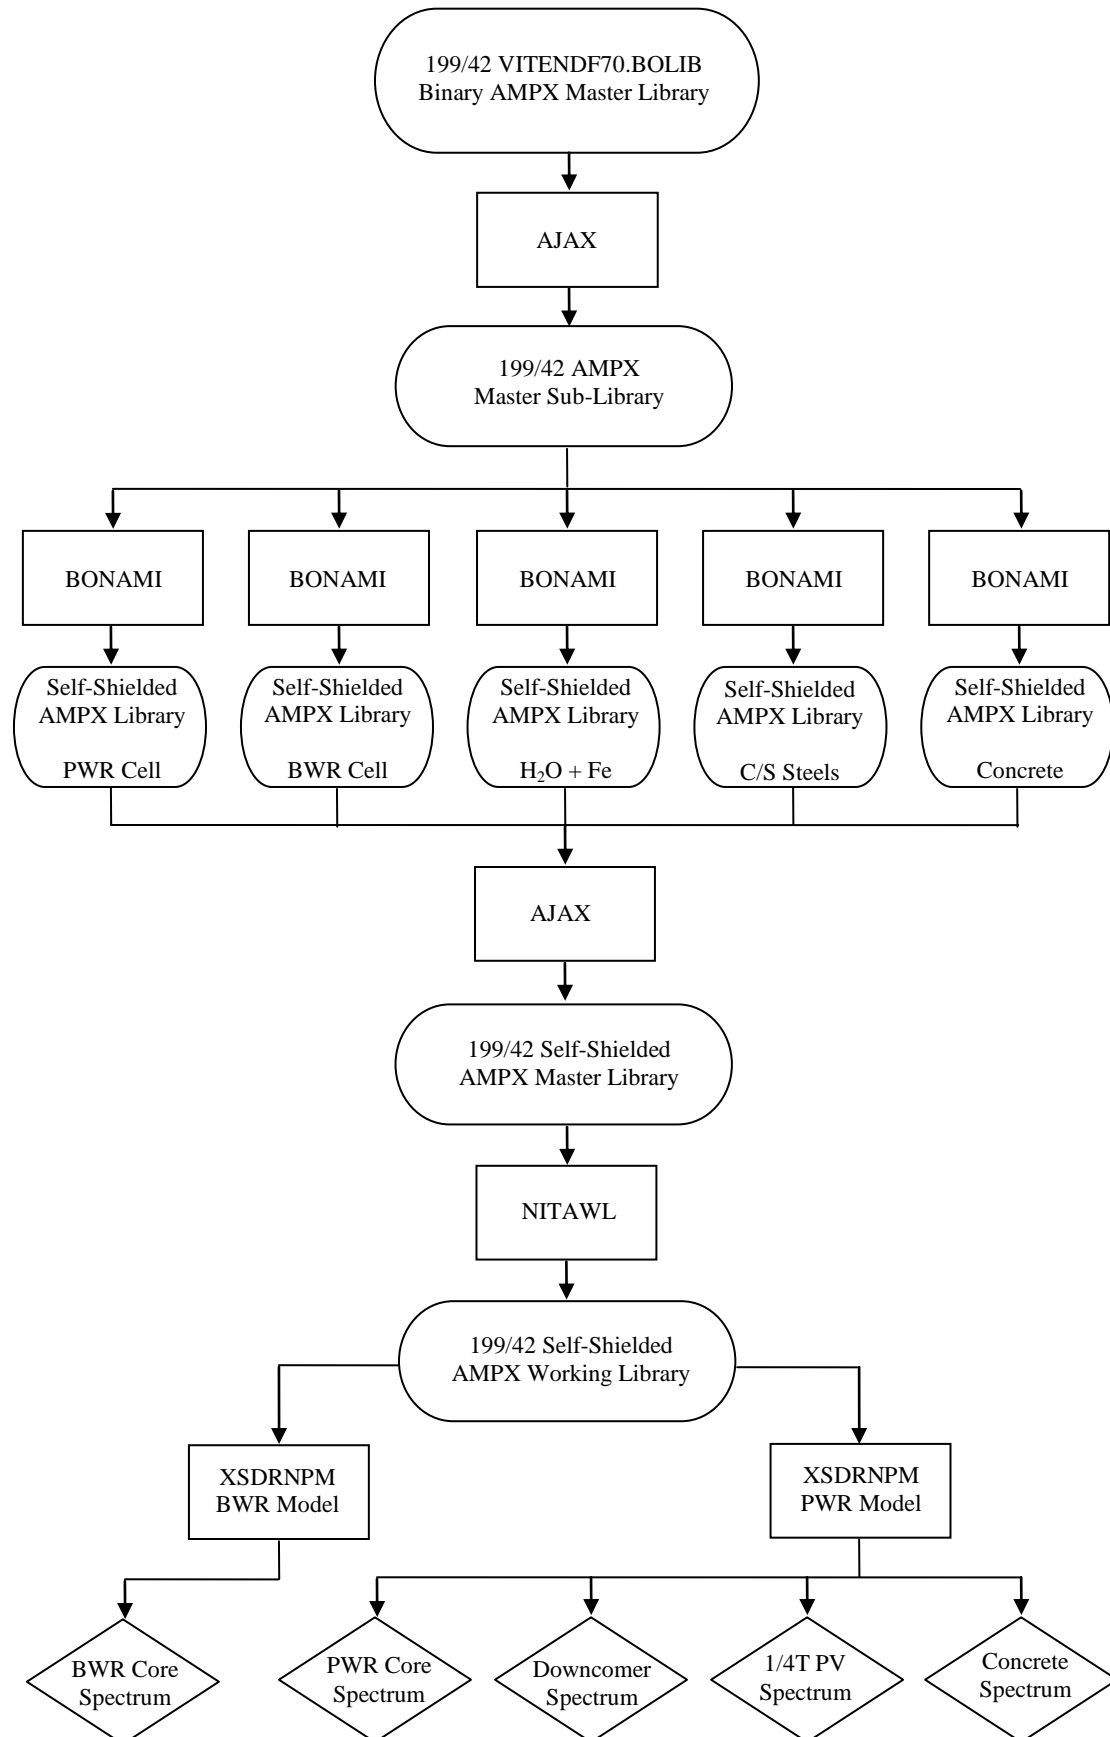 199/42 VITENDF70.BOLIB
Binary AMPX Master Library
AJAX
199/42 AMPX
Master Sub-Library
BONAMI
BONAMI
BONAMI
BONAMI
BONAMI
Self-Shielded
AMPX Library
PWR Cell
Self-Shielded
AMPX Library
BWR Cell
Self-Shielded
AMPX Library
H₂O + Fe
Self-Shielded
AMPX Library
C/S Steels
Self-Shielded
AMPX Library
Concrete
AJAX
199/42 Self-Shielded
AMPX Master Library
NITAWL
199/42 Self-Shielded
AMPX Working Library
XSDRNPM
BWR Model
XSDRNPM
PWR Model
BWR Core
Spectrum
PWR Core
Spectrum
Downcomer
Spectrum
1/4T PV
Spectrum
Concrete
Spectrum